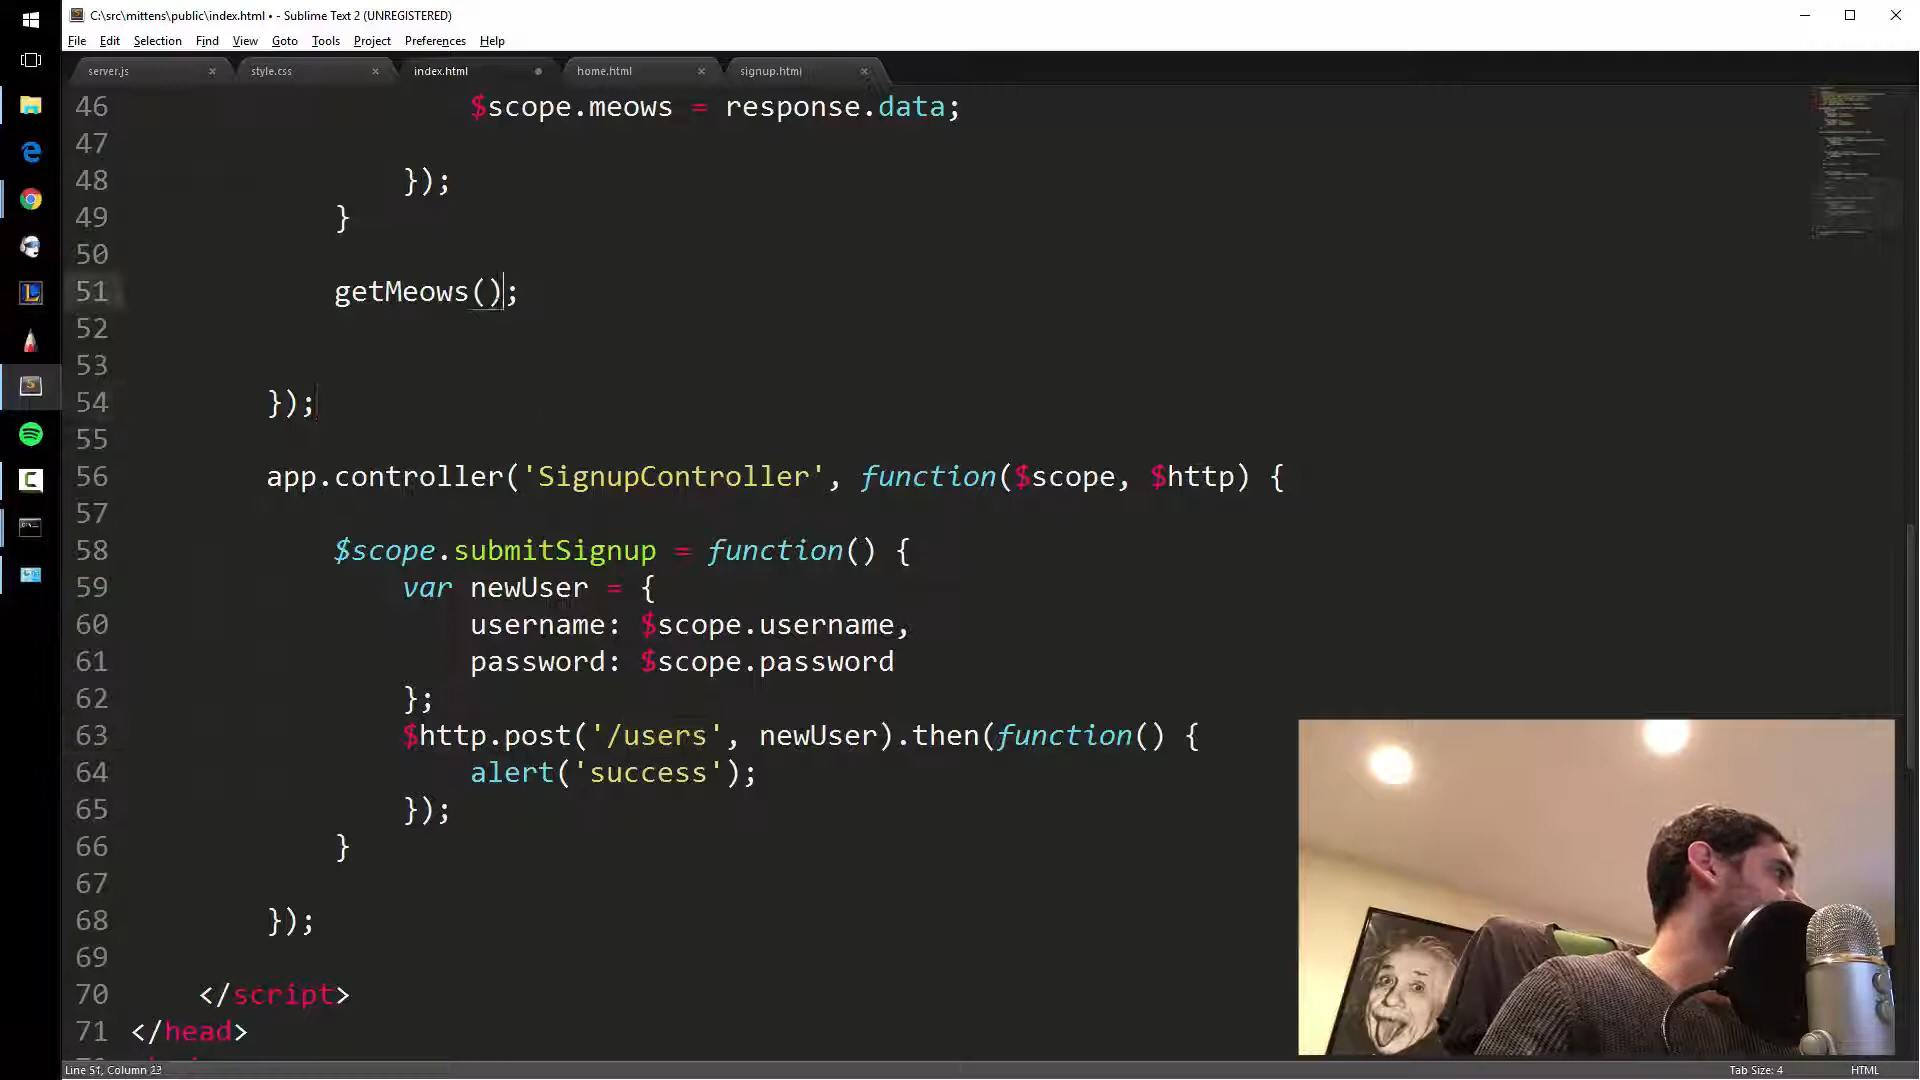 C:\src\mittens\public\index.html • - Sublime Text 2 (UNREGISTERED)
File Edit Selection Find View Goto Tools Project Preferences Help
server.js × style.css × index.html home.html × signup.html ×
46 $scope.meows = response.data;
47
48 });
49 }
50
51 getMeows();
52
53
54 });
55
56 app.controller('SignupController', function($scope, $http) {
57
58 $scope.submitSignup = function() {
59 var newUser = {
60 username: $scope.username,
61 password: $scope.password
62 };
63 $http.post('/users', newUser).then(function() {
64 alert('success');
65 });
66 }
67
68 });
69
70 </script>
71 </head>
Line 51, Column 23 Tab Size: 4 HTML